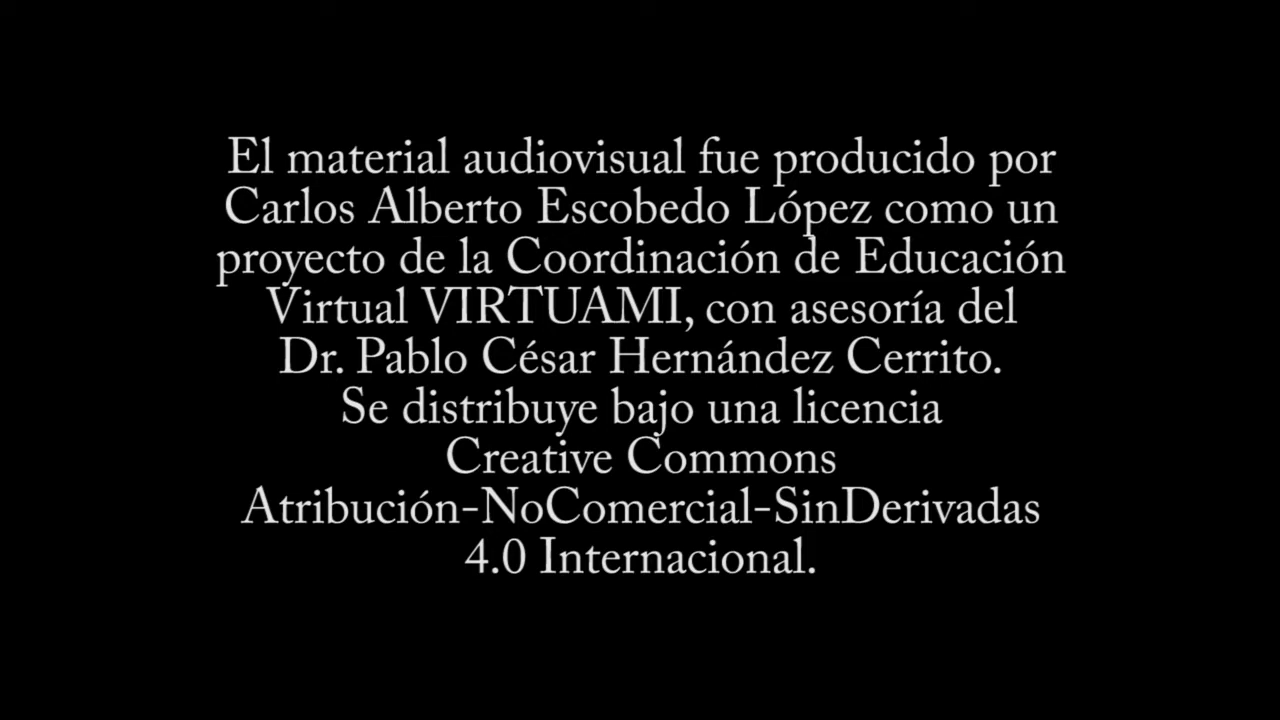 El material audiovisual fue producido por
Carlos Alberto Escobedo López como un
proyecto de la Coordinación de Educación
Virtual VIRTUAMI, con asesoría del
Dr. Pablo César Hernández Cerrito.
Se distribuye bajo una licencia
Creative Commons
Atribución-NoComercial-SinDerivadas
4.0 Internacional.